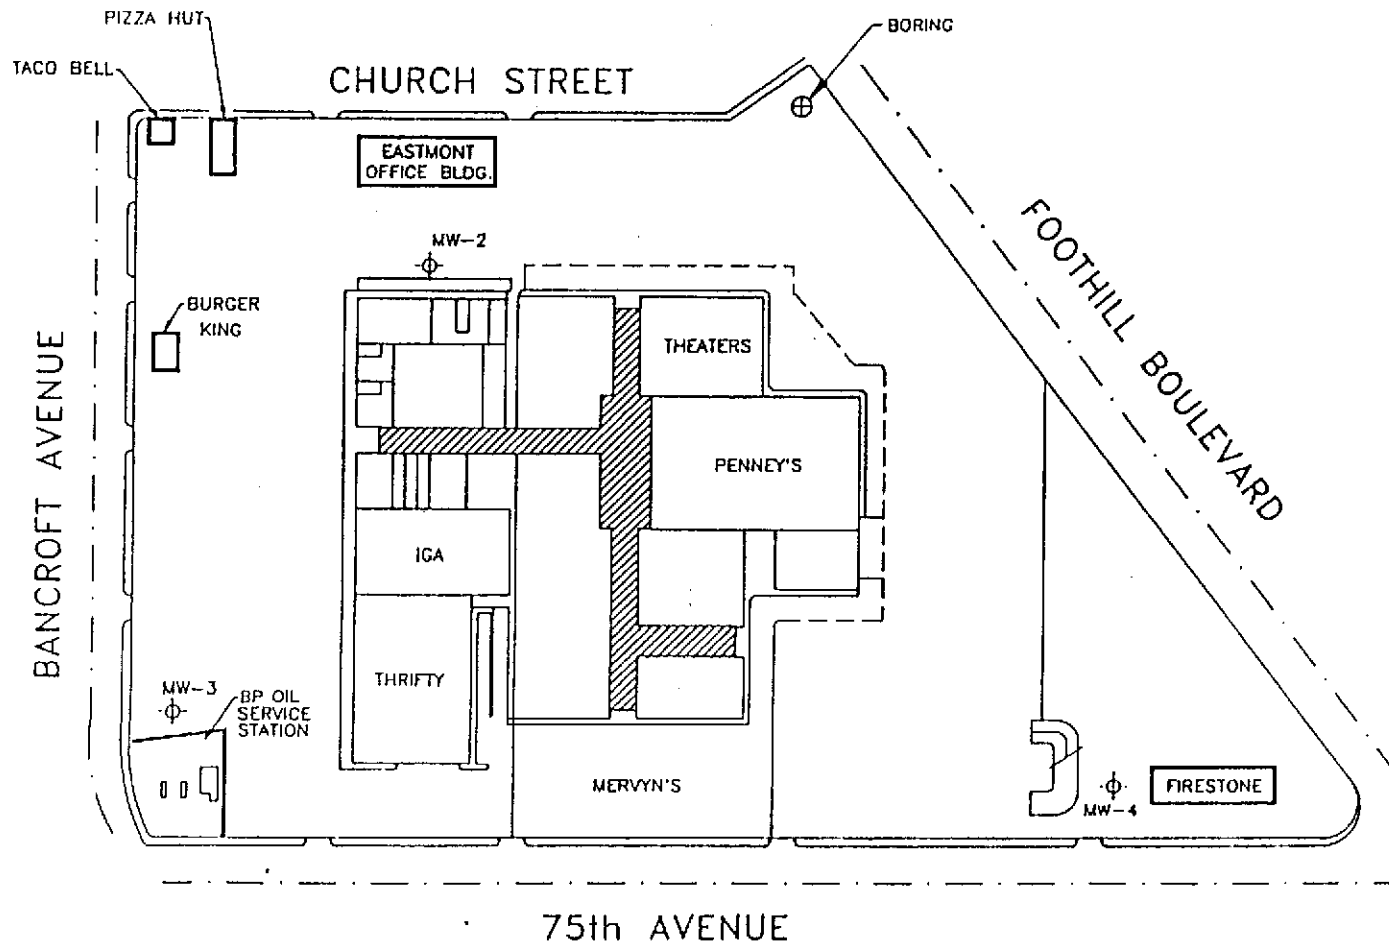 PIZZA HUT
BORING
TACO BELL
CHURCH STREET
EASTMONT
OFFICE BLDG.
MW-2
FOOTHILL BOULEVARD
BURGER
KING
THEATERS
BANCROFT AVENUE
PENNEY'S
IGA
THRIFTY
MW-3
BP OIL
SERVICE
STATION
MERVYN'S
FIRESTONE
MW-4
75th AVENUE